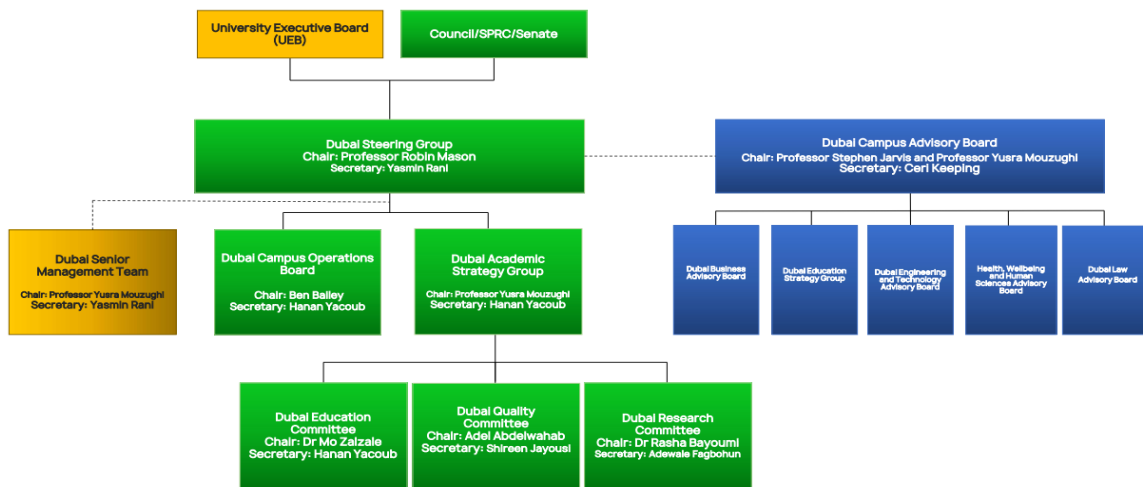 University Executive Board
(UEB)
Council/SPRC/Senate
Dubai Steering Group
Chair: Professor Robin Mason
Secretary: Yasmin Rani
Dubai Campus Advisory Board
Chair: Professor Stephen Jarvis and Professor Yusra Mouzughi
Secretary: Ceri Keeping
Dubai Senior
Management Team
Chair: Professor Yusra Mouzughi
Secretary: Yasmin Rani
Dubai Campus Operations
Board
Chair: Ben Bailey
Secretary: Hanan Yacoub
Dubai Academic
Strategy Group
Chair: Professor Yusra Mouzughi
Secretary: Hanan Yacoub
Dubai Business
Advisory Board
Dubai Education
Strategy Group
Dubai Engineering
and Technology
Advisory Board
Health, Wellbeing
and Human
Sciences Advisory
Board
Dubai Law
Advisory Board
Dubai Education
Committee
Chair: Dr Mo Zalzale
Secretary: Hanan Yacoub
Dubai Quality
Committee
Chair: Adel Abdelwahab
Secretary: Shireen Jayousi
Dubai Research
Committee
Chair: Dr Rasha Bayoumi
Secretary: Adewale Fagbohun